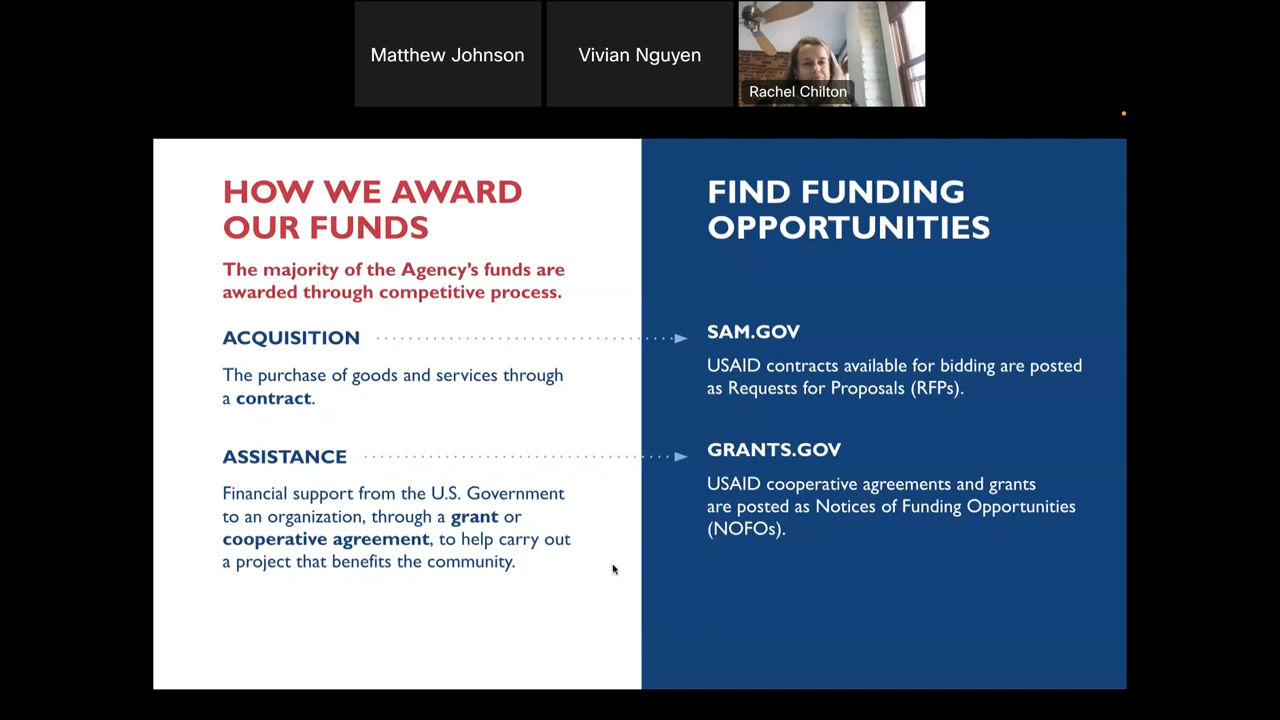 Matthew Johnson
Vivian Nguyen
Rachel Chilton
HOW WE AWARD
OUR FUNDS
The majority of the Agency’s funds are
awarded through competitive process.
ACQUISITION
The purchase of goods and services through
a contract.
ASSISTANCE
Financial support from the U.S. Government
to an organization, through a grant or
cooperative agreement, to help carry out
a project that benefits the community.
FIND FUNDING
OPPORTUNITIES
SAM.GOV
USAID contracts available for bidding are posted
as Requests for Proposals (RFPs).
GRANTS.GOV
USAID cooperative agreements and grants
are posted as Notices of Funding Opportunities
(NOFOs).